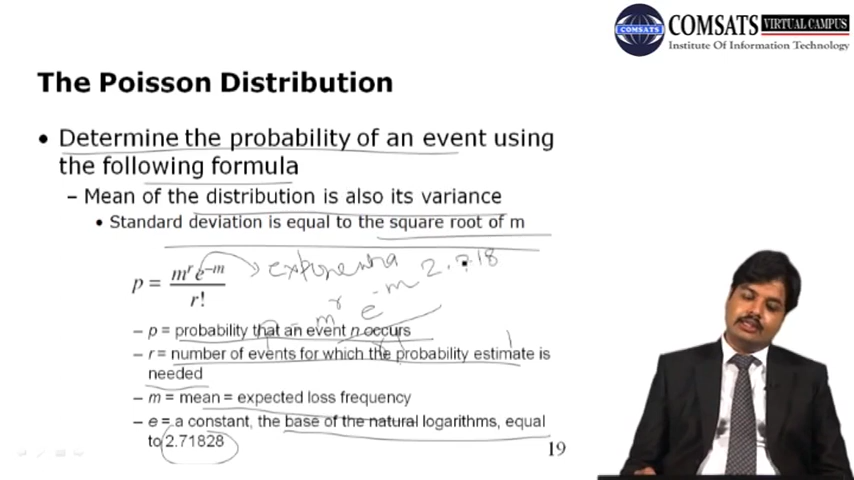 COMSATS VIRTUAL CAMPUS
COMSATS
Institute Of Information Technology
The Poisson Distribution
• Determine the probability of an event using
the following formula
– Mean of the distribution is also its variance
• Standard deviation is equal to the square root of m
p = mʳe⁻ᵐ / r!
2.718
m r e -m
– p = probability that an event n occurs
– r = number of events for which the probability estimate is
needed
– m = mean = expected loss frequency
– e = a constant, the base of the natural logarithms, equal
to 2.71828
19